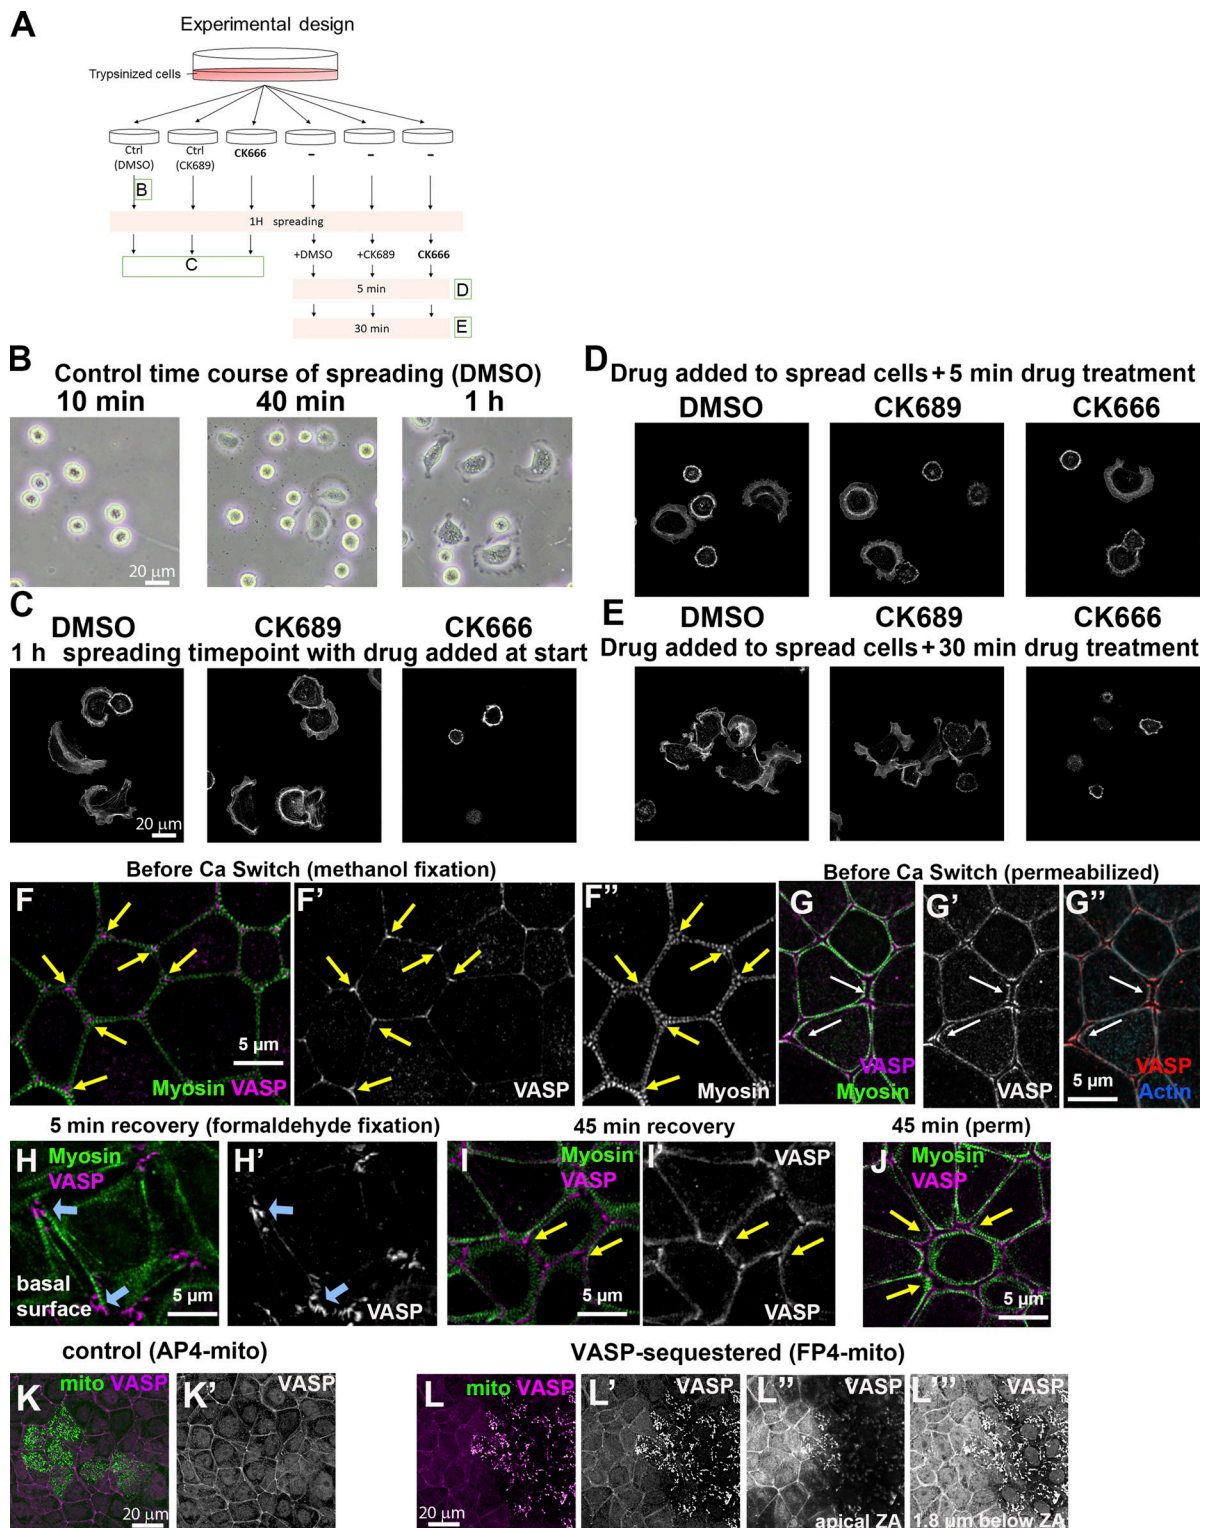 A
Experimental design
Trypsinized cells
Ctrl (DMSO)
Ctrl (CK689)
CK666
–
–
–
B
1H spreading
C
+DMSO
+CK689
CK666
5 min
D
30 min
E
B
Control time course of spreading (DMSO)
10 min
40 min
1 h
20 µm
C
DMSO
CK689
CK666
1 h spreading timepoint with drug added at start
20 µm
D
Drug added to spread cells + 5 min drug treatment
DMSO
CK689
CK666
E
DMSO
CK689
CK666
Drug added to spread cells + 30 min drug treatment
Before Ca Switch (methanol fixation)
F
5 µm
Myosin VASP
F'
VASP
F''
Myosin
Before Ca Switch (permeabilized)
G
VASP
Myosin
G'
VASP
G''
VASP
5 µm
Actin
5 min recovery (formaldehyde fixation)
H
Myosin
VASP
basal
surface
5 µm
H'
VASP
45 min recovery
I
Myosin
VASP
5 µm
I'
VASP
VASP
45 min (perm)
J
Myosin
VASP
5 µm
control (AP4-mito)
K
mito VASP
20 µm
K'
VASP
VASP-sequestered (FP4-mito)
L
mito VASP
20 µm
L'
VASP
L''
VASP
apical ZA
L'''
VASP
1.8 µm below ZA